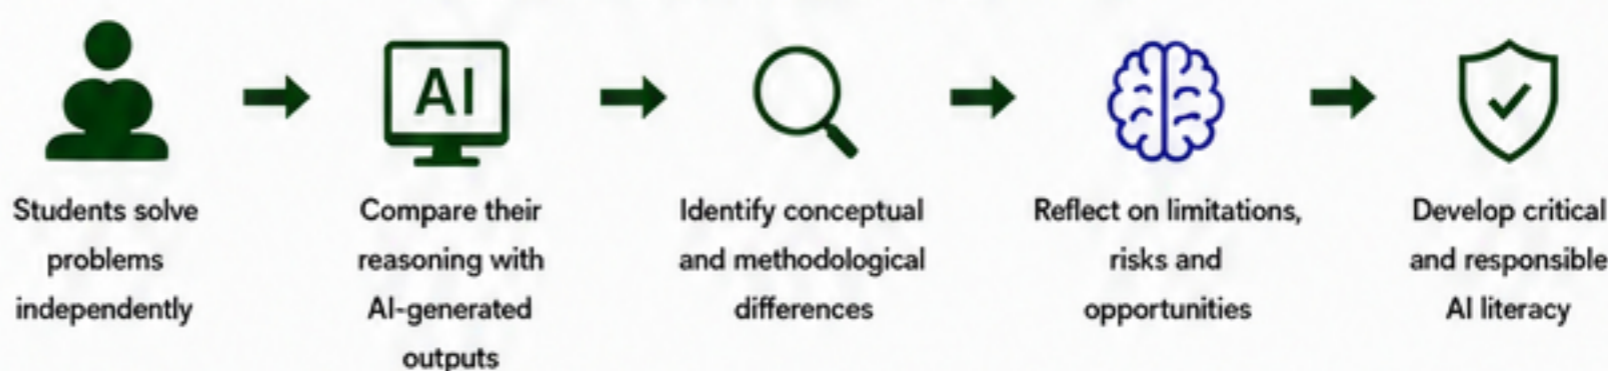 AI
Students solve
problems
independently
Compare their
reasoning with
AI-generated
outputs
Identify conceptual
and methodological
differences
Reflect on limitations,
risks and
opportunities
Develop critical
and responsible
AI literacy